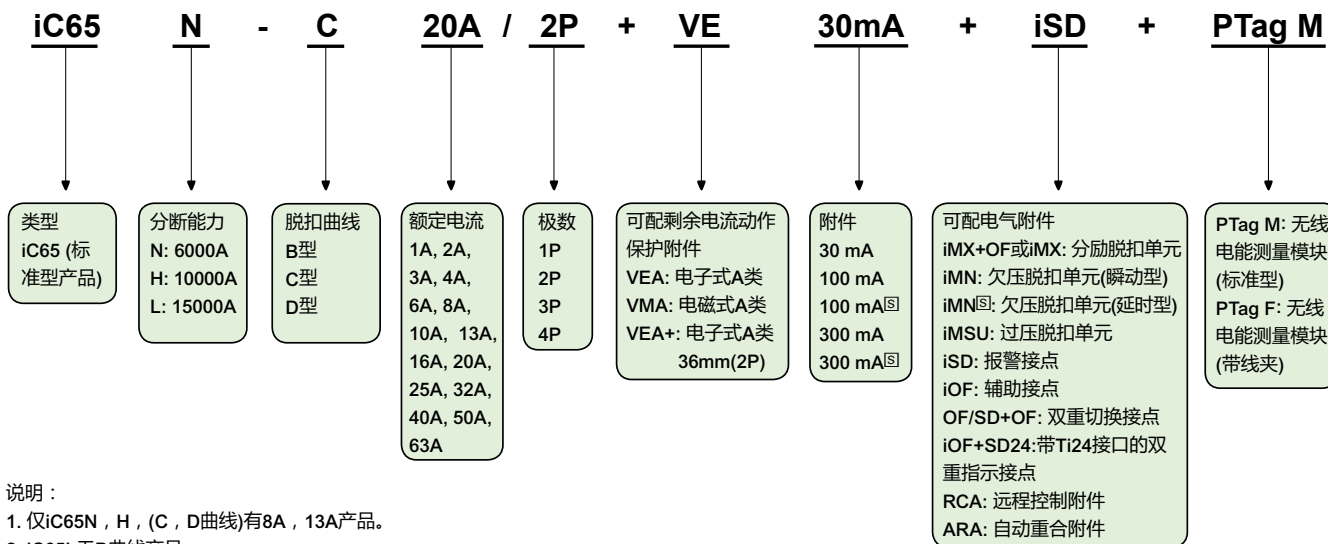 iC65 N - C 20A / 2P + VE 30mA + iSD + PTag M
类型
iC65 (标
准型产品)
分断能力
N: 6000A
H: 10000A
L: 15000A
脱扣曲线
B型
C型
D型
额定电流
1A, 2A,
3A, 4A,
6A, 8A,
10A, 13A,
16A, 20A,
25A, 32A,
40A, 50A,
63A
极数
1P
2P
3P
4P
可配剩余电流动作
保护附件
VEA: 电子式A类
VMA: 电磁式A类
VEA+: 电子式A类
36mm(2P)
附件
30 mA
100 mA
100 mA🅂
300 mA
300 mA🅂
可配电气附件
iMX+OF或iMX: 分励脱扣单元
iMN: 欠压脱扣单元(瞬动型)
iMN🅂: 欠压脱扣单元(延时型)
iMSU: 过压脱扣单元
iSD: 报警接点
iOF: 辅助接点
OF/SD+OF: 双重切换接点
iOF+SD24:带Ti24接口的双
重指示接点
RCA: 远程控制附件
ARA: 自动重合附件
PTag M: 无线
电能测量模块
(标准型)
PTag F: 无线
电能测量模块
(带线夹)
说明：
1. 仅iC65N，H，(C，D曲线)有8A，13A产品。